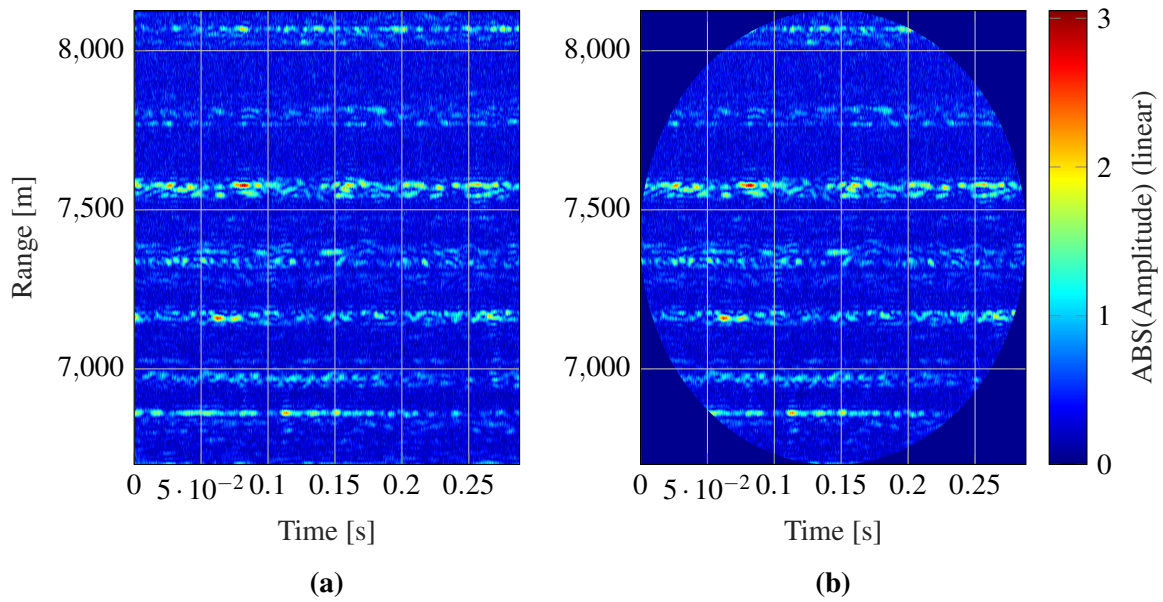 8,000
7,500
7,000
Range [m]
0 5 · 10⁻² 0.1 0.15 0.2 0.25
Time [s]
(a)
8,000
7,500
7,000
0 5 · 10⁻² 0.1 0.15 0.2 0.25
Time [s]
(b)
3
2
1
0
ABS(Amplitude) (linear)